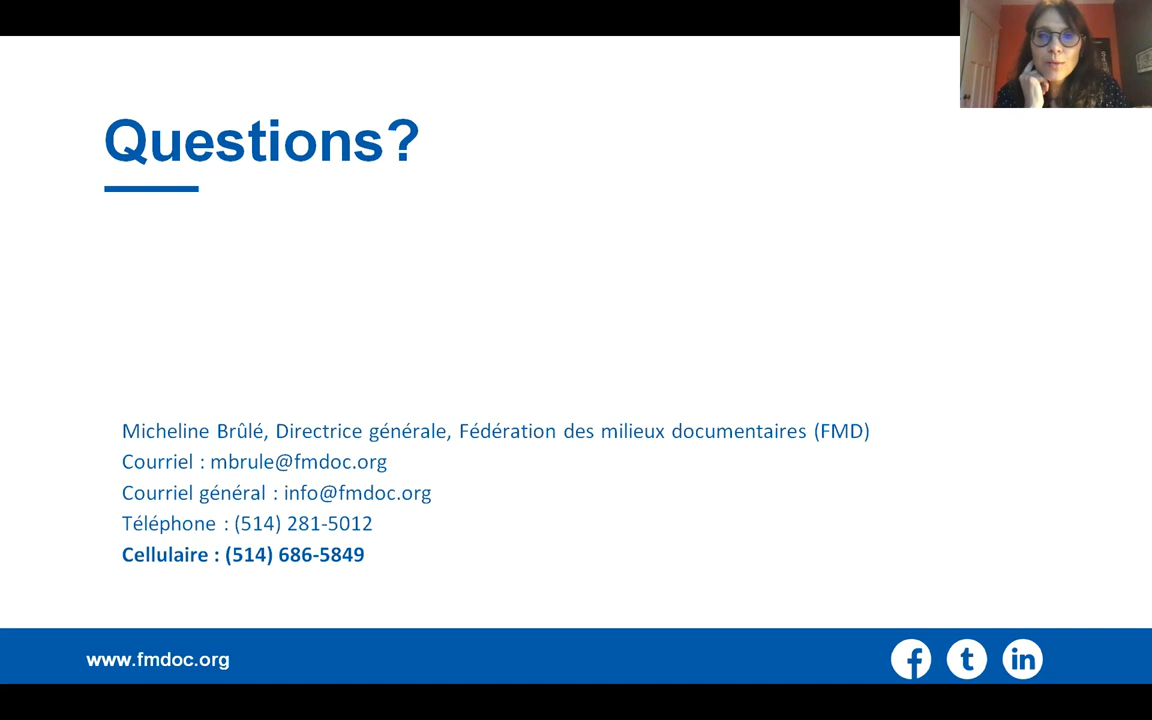 Questions?
Micheline Brûlé, Directrice générale, Fédération des milieux documentaires (FMD)
Courriel : mbrule@fmdoc.org
Courriel général : info@fmdoc.org
Téléphone : (514) 281-5012
Cellulaire : (514) 686-5849
www.fmdoc.org